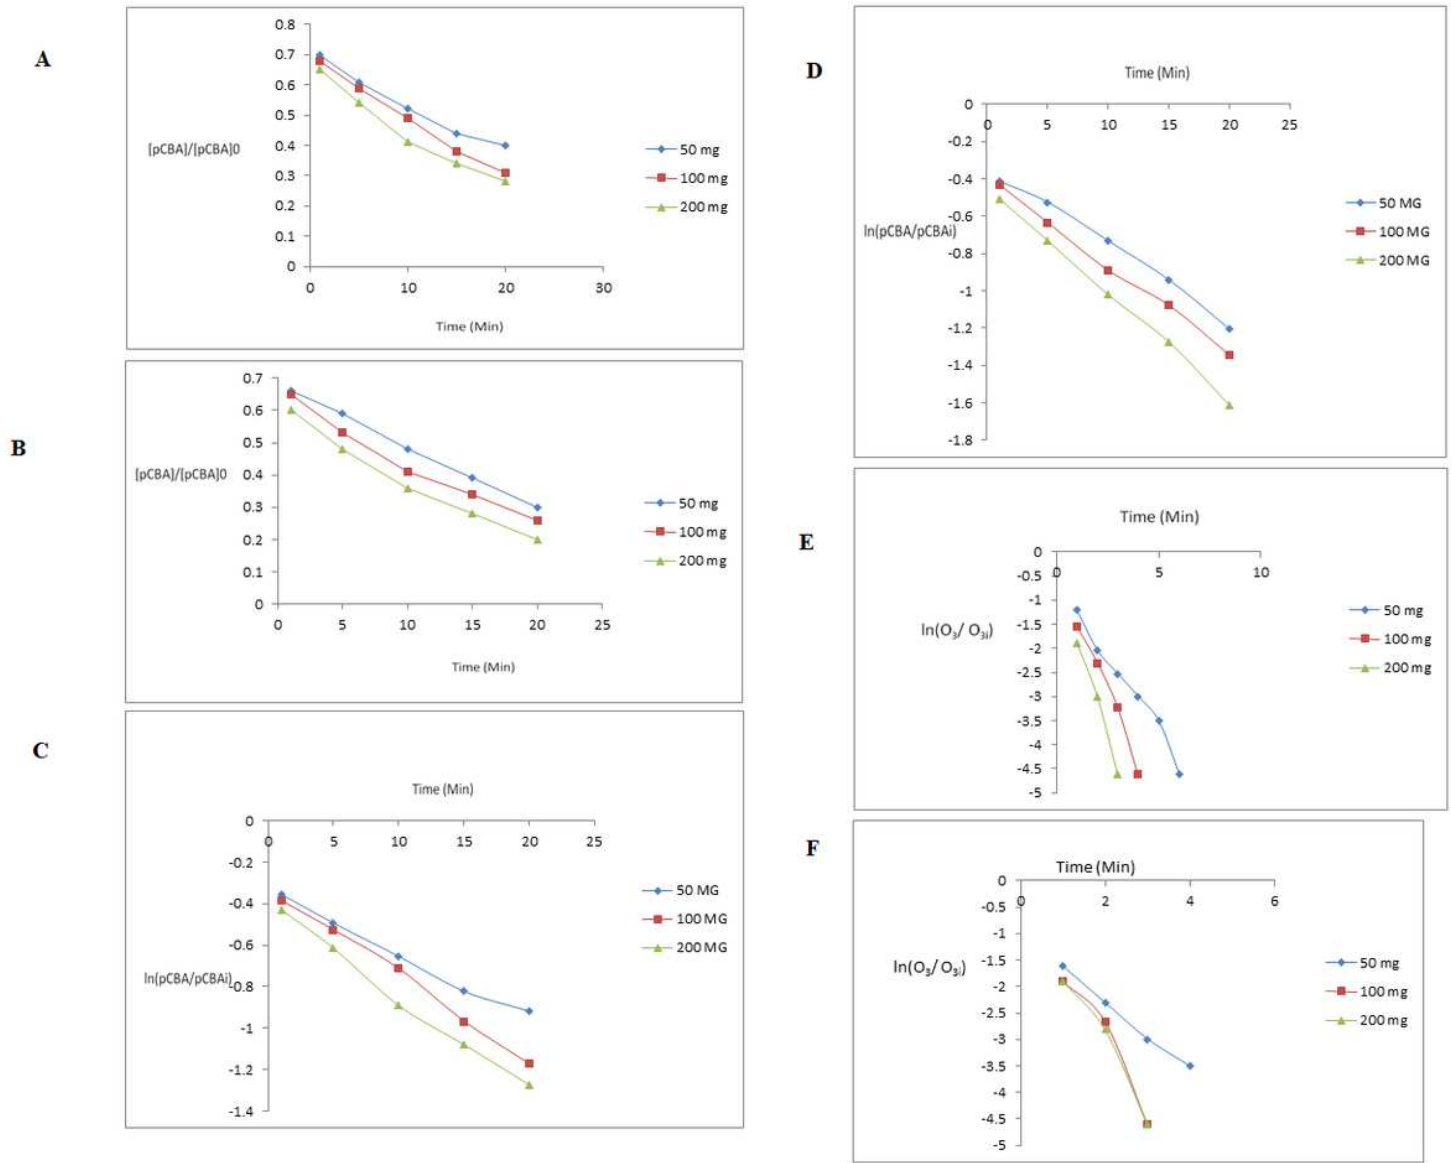 A
0.8
0.7
0.6
0.5
0.4
0.3
0.2
0.1
0
[pCBA]/[pCBA]0
0 10 20 30
Time (Min)
50 mg
100 mg
200 mg
B
0.7
0.6
0.5
0.4
0.3
0.2
0.1
0
[pCBA]/[pCBA]0
0 5 10 15 20 25
Time (Min)
50 mg
100 mg
200 mg
C
Time (Min)
0
0 5 10 15 20 25
-0.2
-0.4
-0.6
-0.8
-1
-1.2
-1.4
ln(pCBA/pCBAi)
50 MG
100 MG
200 MG
D
Time (Min)
0
0 5 10 15 20 25
-0.2
-0.4
-0.6
-0.8
-1
-1.2
-1.4
-1.6
-1.8
ln(pCBA/pCBAi)
50 MG
100 MG
200 MG
E
Time (Min)
0
0 5 10
-0.5
-1
-1.5
-2
-2.5
-3
-3.5
-4
-4.5
-5
ln(O₃/ O₃ᵢ)
50 mg
100 mg
200 mg
F
Time (Min)
0
0 2 4 6
-0.5
-1
-1.5
-2
-2.5
-3
-3.5
-4
-4.5
-5
ln(O₃/ O₃ᵢ)
50 mg
100 mg
200 mg